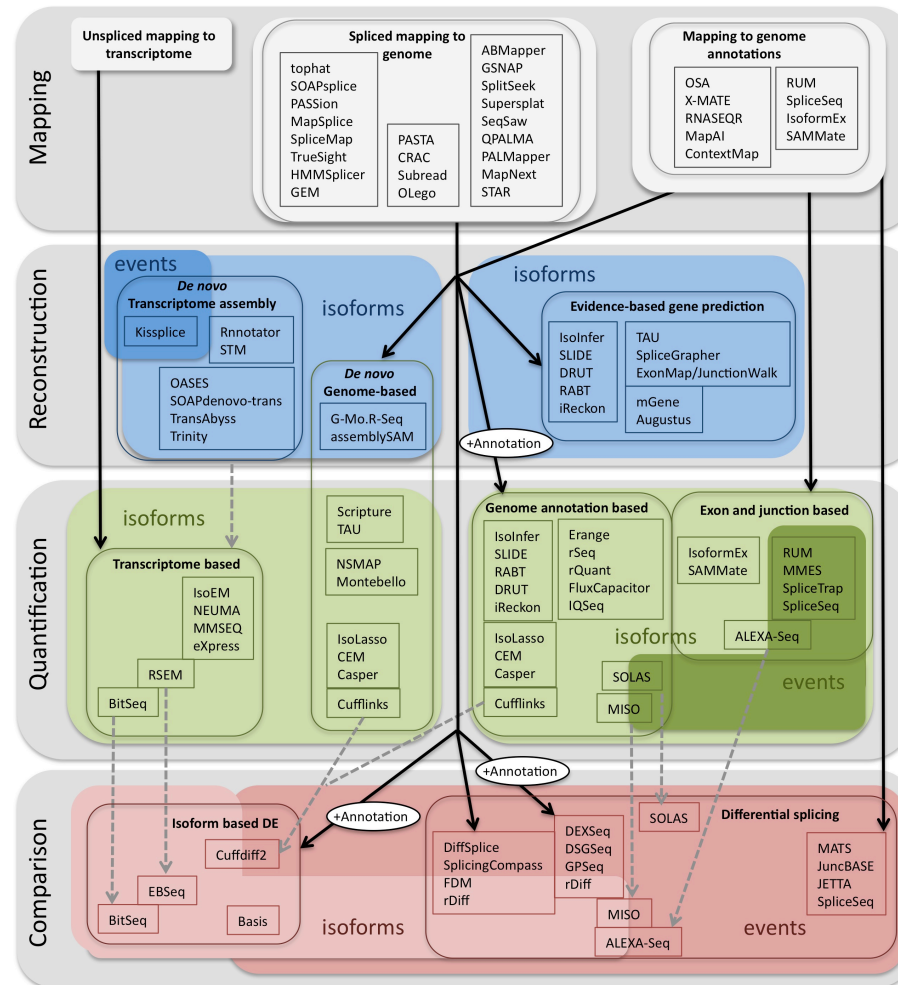 Mapping
Unspliced mapping to
transcriptome
Spliced mapping to
genome
tophat
SOAPsplice
PASSion
MapSplice
SpliceMap
TrueSight
HMMSplicer
GEM
PASTA
CRAC
Subread
OLego
ABMapper
GSNAP
SplitSeek
Supersplat
SeqSaw
QPALMA
PALMapper
MapNext
STAR
Mapping to genome
annotations
OSA
X-MATE
RNASEQR
MapAI
ContextMap
RUM
SpliceSeq
IsoformEx
SAMMate
Reconstruction
events
De novo
Transcriptome assembly
isoforms
Kissplice
Rnnotator
STM
OASES
SOAPdenovo-trans
TransAbyss
Trinity
De novo
Genome-based
G-Mo.R-Seq
assemblySAM
isoforms
Evidence-based gene prediction
IsoInfer
SLIDE
DRUT
RABT
iReckon
TAU
SpliceGrapher
ExonMap/JunctionWalk
mGene
Augustus
+Annotation
Quantification
isoforms
Transcriptome based
IsoEM
NEUMA
MMSEQ
eXpress
RSEM
BitSeq
Scripture
TAU
NSMAP
Montebello
IsoLasso
CEM
Casper
Cufflinks
Genome annotation based
IsoInfer
SLIDE
RABT
DRUT
iReckon
Erange
rSeq
rQuant
FluxCapacitor
IQSeq
IsoLasso
CEM
Casper
Cufflinks
isoforms
SOLAS
MISO
Exon and junction based
IsoformEx
SAMMate
RUM
MMES
SpliceTrap
SpliceSeq
ALEXA-Seq
events
Comparison
+Annotation
+Annotation
Isoform based DE
Cuffdiff2
EBSeq
BitSeq
Basis
isoforms
Differential splicing
DiffSplice
SplicingCompass
FDM
rDiff
DEXSeq
DSGSeq
GPSeq
rDiff
SOLAS
MISO
ALEXA-Seq
MATS
JuncBASE
JETTA
SpliceSeq
events